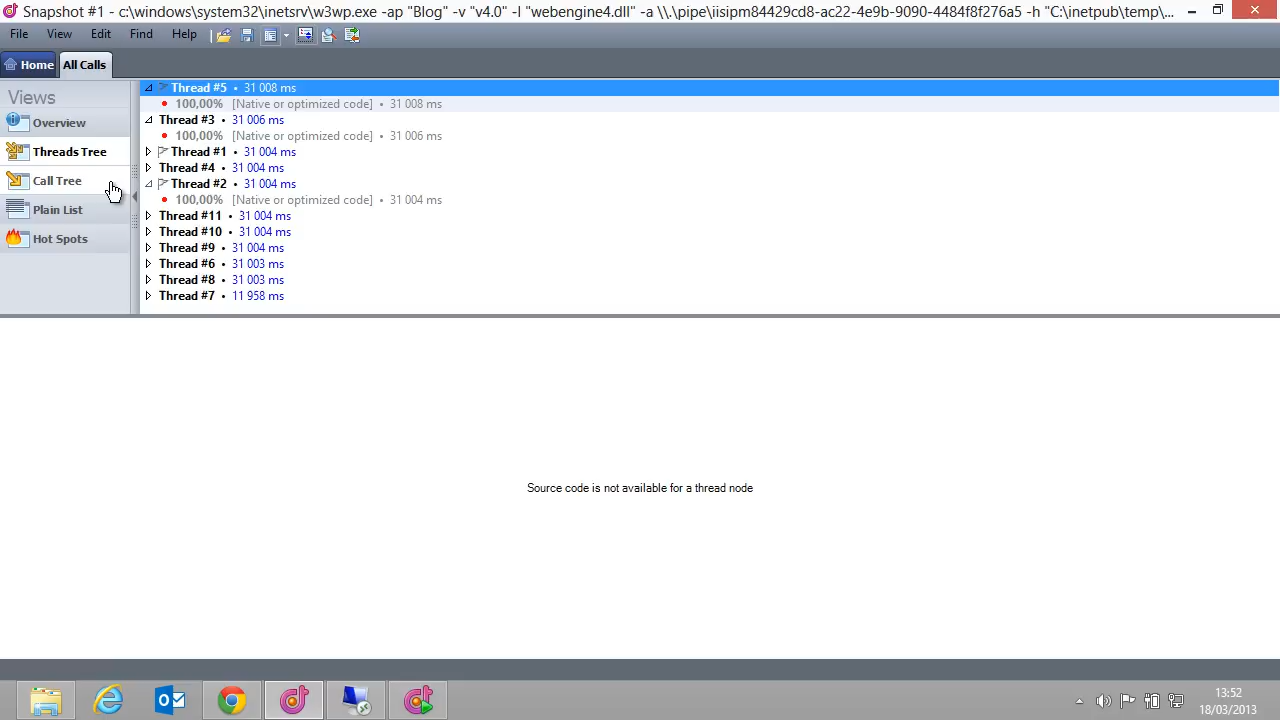 Snapshot #1 - c:\windows\system32\inetsrv\w3wp.exe -ap "Blog" -v "v4.0" -l "webengine4.dll" -a \\.\pipe\iisipm84429cd8-ac22-4e9b-9090-4484f8f276a5 -h "C:\inetpub\temp\...
File View Edit Find Help
Home All Calls
Views
Overview
Threads Tree
Call Tree
Plain List
Hot Spots
Thread #5 • 31 008 ms
100,00% [Native or optimized code] • 31 008 ms
Thread #3 • 31 006 ms
100,00% [Native or optimized code] • 31 006 ms
Thread #1 • 31 004 ms
Thread #4 • 31 004 ms
Thread #2 • 31 004 ms
100,00% [Native or optimized code] • 31 004 ms
Thread #11 • 31 004 ms
Thread #10 • 31 004 ms
Thread #9 • 31 004 ms
Thread #6 • 31 003 ms
Thread #8 • 31 003 ms
Thread #7 • 11 958 ms
Source code is not available for a thread node
13:52
18/03/2013